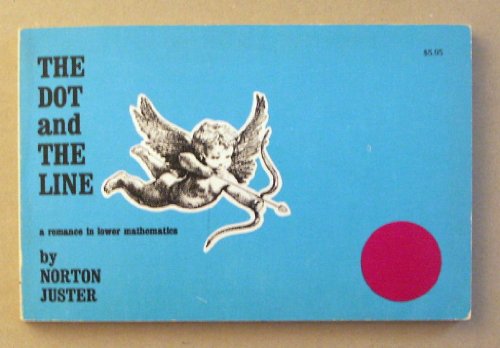 $5.95
THE
DOT
and
THE
LINE
a romance in lower mathematics
by
NORTON
JUSTER